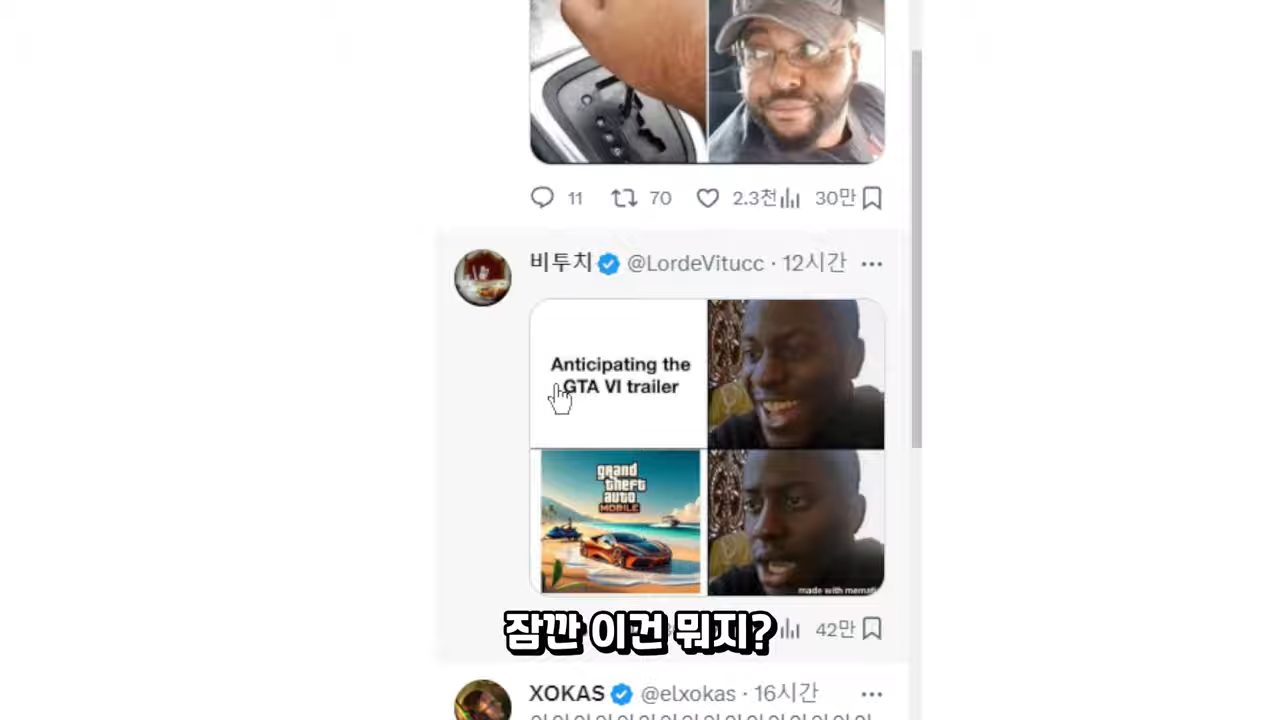 11 70 2.3천 30만
비투치 @LordeVitucc · 12시간
Anticipating the
GTA VI trailer
grand
theft
auto
MOBILE
made with mematic
잠깐 이건 뭐지?
42만
XOKAS @elxokas · 16시간